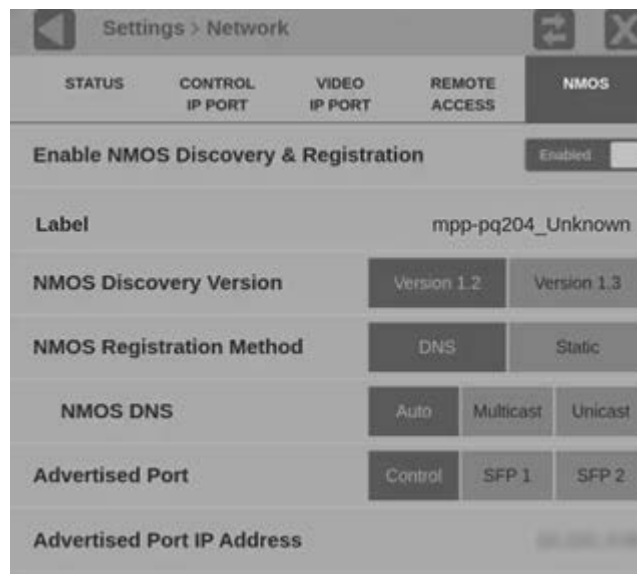 Settings > Network
STATUS
CONTROL
IP PORT
VIDEO
IP PORT
REMOTE
ACCESS
NMOS
Enable NMOS Discovery & Registration
Enabled
Label
mpp-pq204_Unknown
NMOS Discovery Version
Version 1.2
Version 1.3
NMOS Registration Method
DNS
Static
NMOS DNS
Auto
Multicast
Unicast
Advertised Port
Control
SFP 1
SFP 2
Advertised Port IP Address